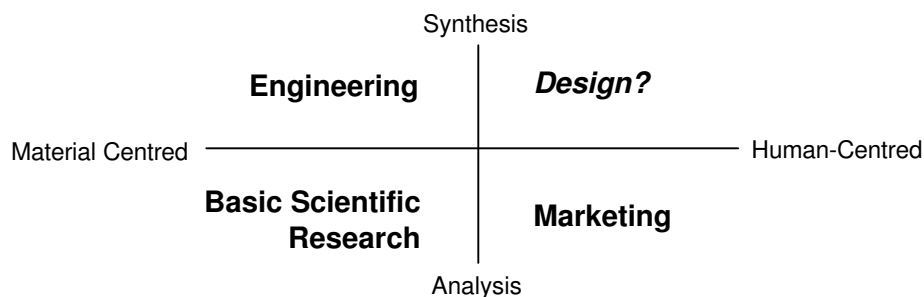 Synthesis
Engineering
Design?
Material Centred
Human-Centred
Basic Scientific
Research
Marketing
Analysis